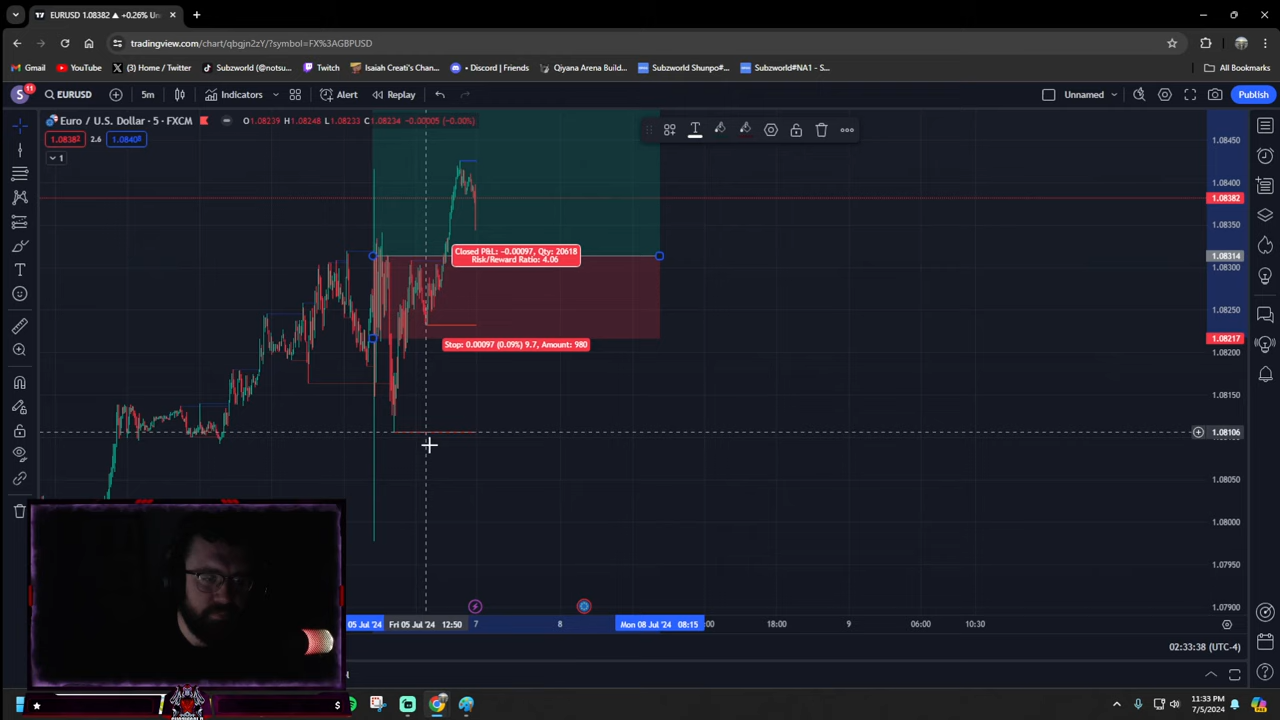 EURUSD 1.08382 ▲ +0.26% Un
tradingview.com/chart/qbgjn2zY/?symbol=FX%3AGBPUSD
Gmail YouTube (3) Home / Twitter Subzworld (@notsu... Twitch Isaiah Creati's Chan... Discord | Friends Qiyana Arena Build... Subzworld Shunpo#... Subzworld#NA1 - S... All Bookmarks
S 11 EURUSD 5m Indicators Alert Replay Unnamed Publish
Euro / U.S. Dollar · 5 · FXCM O1.08239 H1.08248 L1.08233 C1.08234 -0.00005 (-0.00%)
1.08382 2.6 1.08408
1
1.08450
1.08400
1.08382
1.08350
1.08314
1.08300
1.08250
1.08217
1.08200
1.08150
1.08106
1.08050
1.08000
1.07950
1.07900
Closed P&L: -0.00097, Qty: 20618
Risk/Reward Ratio: 4.06
Stop: 0.00097 (0.09%) 9.7, Amount: 980
05 Jul '24 Fri 05 Jul '24 12:50 7 8 Mon 08 Jul '24 08:15 :00 18:00 9 06:00 10:30
02:33:38 (UTC-4)
$
11:33 PM
7/5/2024